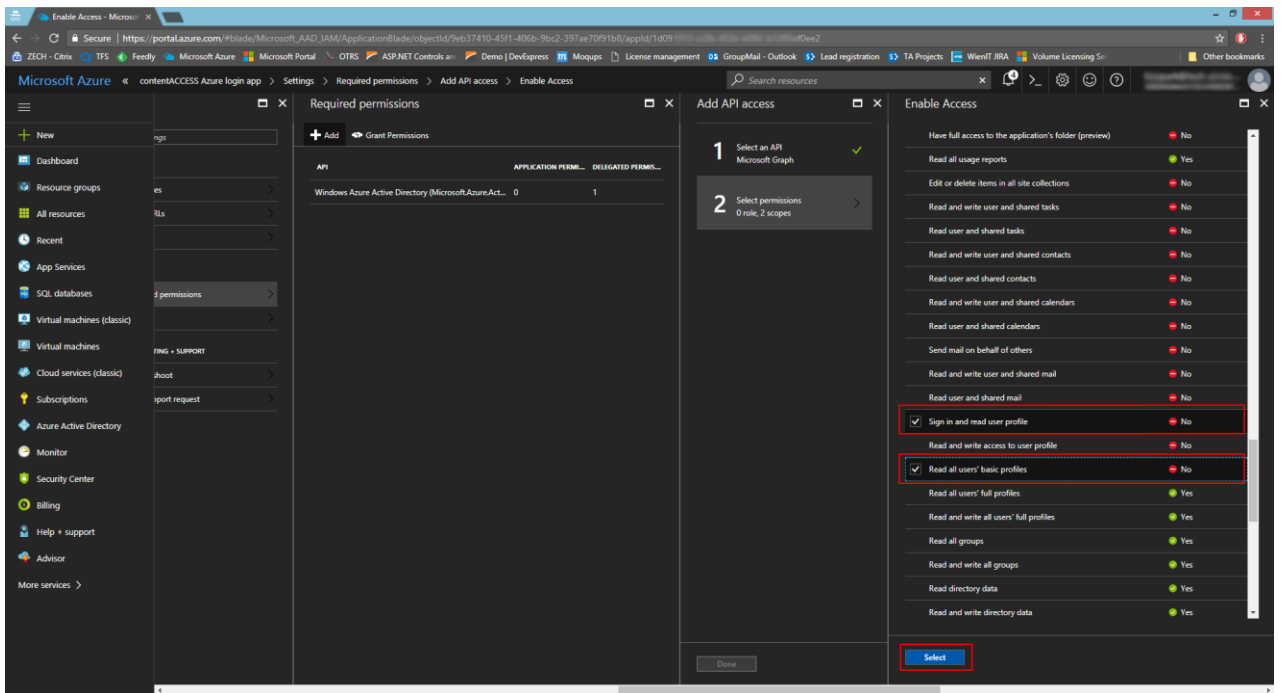 Enable Access - Microsof
Secure | https://portal.azure.com/#blade/Microsoft_AAD_IAM/ApplicationBlade/objectId/9eb37410-45f1-406b-9bc2-397ae70f91b8/appId/1d09 ef0ee2
ZECH - Citrix TFS Feedly Microsoft Azure Microsoft Portal OTRS ASP.NET Controls an Demo | DevExpress Moqups License management GroupMail - Outlook Lead registration TA Projects WienIT JIRA Volume Licensing Se Other bookmarks
Microsoft Azure « contentACCESS Azure login app > Settings > Required permissions > Add API access > Enable Access
Search resources
+ New
Dashboard
Resource groups
All resources
Recent
App Services
SQL databases
Virtual machines (classic)
Virtual machines
Cloud services (classic)
Subscriptions
Azure Active Directory
Monitor
Security Center
Billing
Help + support
Advisor
More services >
ngs
es
RLs
d permissions
TING + SUPPORT
shoot
pport request
Required permissions
Add Grant Permissions
API APPLICATION PERMI... DELEGATED PERMIS...
Windows Azure Active Directory (Microsoft.Azure.Act... 0 1
Add API access
1 Select an API
Microsoft Graph
2 Select permissions
0 role, 2 scopes
Done
Enable Access
Have full access to the application's folder (preview) No
Read all usage reports Yes
Edit or delete items in all site collections No
Read and write user and shared tasks No
Read user and shared tasks No
Read and write user and shared contacts No
Read user and shared contacts No
Read and write user and shared calendars No
Read user and shared calendars No
Send mail on behalf of others No
Read and write user and shared mail No
Read user and shared mail No
Sign in and read user profile No
Read and write access to user profile No
Read all users' basic profiles No
Read all users' full profiles Yes
Read and write all users' full profiles Yes
Read all groups Yes
Read and write all groups Yes
Read directory data Yes
Read and write directory data Yes
Select